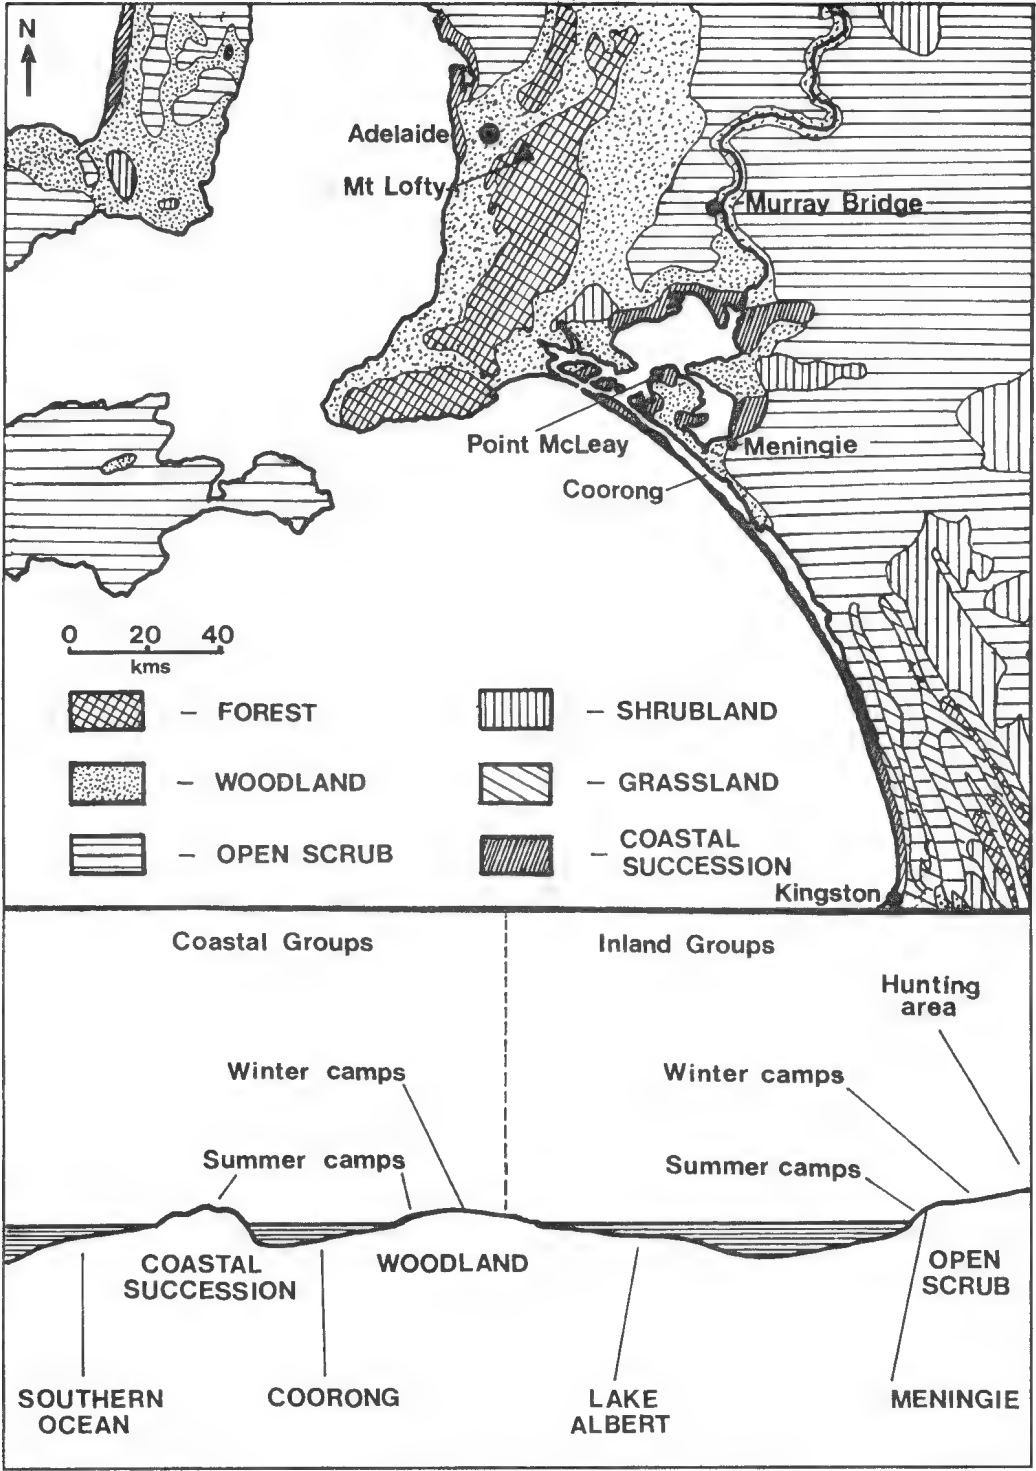 N
Adelaide
Mt Lofty
Murray Bridge
Point McLeay
Meningie
Coorong
0 20 40
kms
– FOREST
– SHRUBLAND
– WOODLAND
– GRASSLAND
– OPEN SCRUB
– COASTAL
SUCCESSION
Kingston
Coastal Groups
Inland Groups
Hunting
area
Winter camps
Winter camps
Summer camps
Summer camps
COASTAL
SUCCESSION
WOODLAND
OPEN
SCRUB
SOUTHERN
OCEAN
COORONG
LAKE
ALBERT
MENINGIE